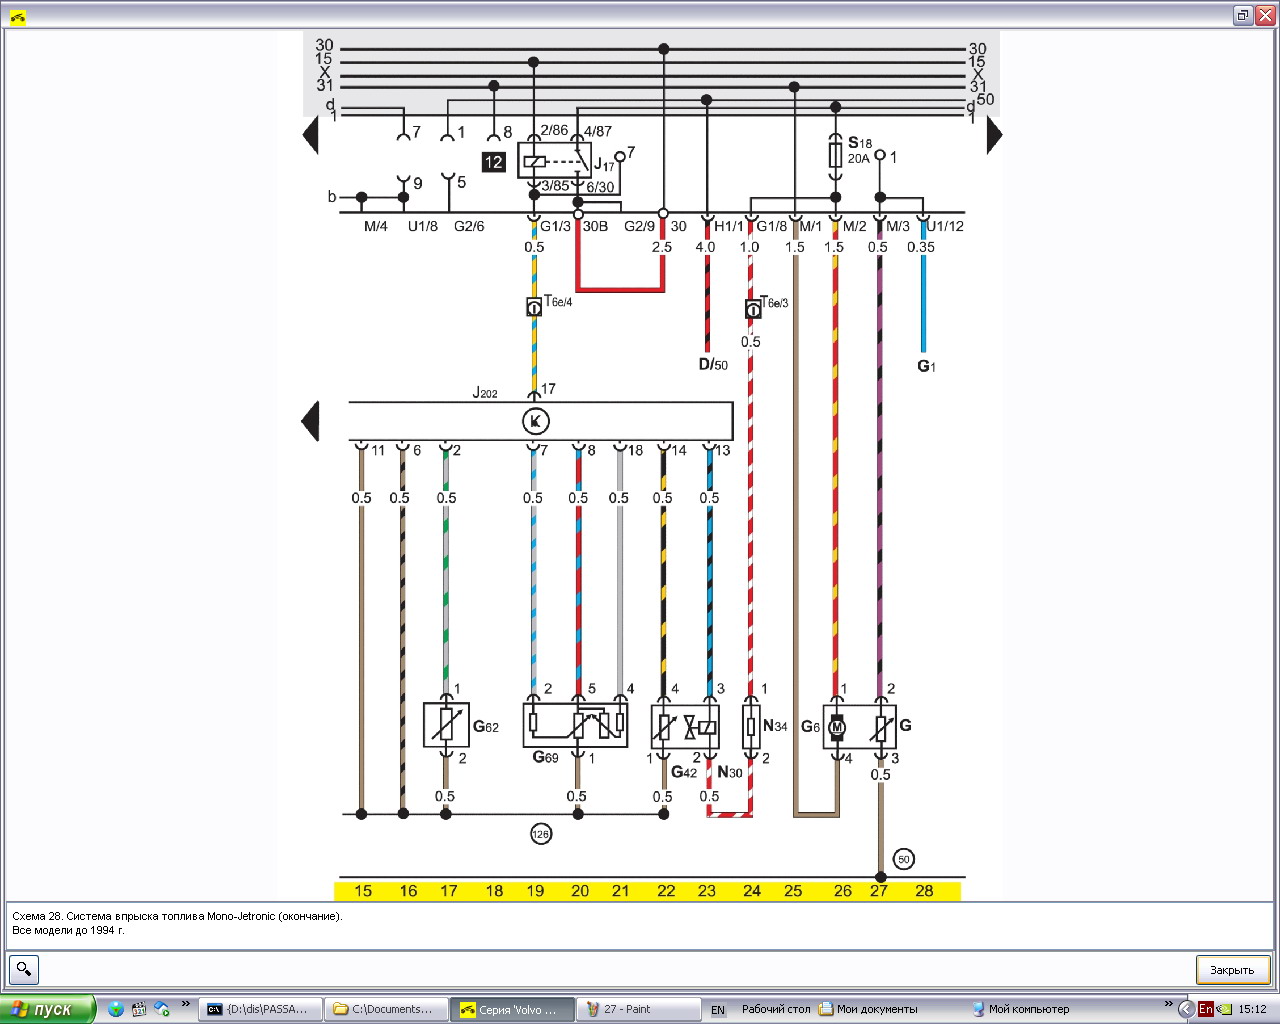 30 30
15 15
X X
31 31
50
d d
1 1
7 1 8 2/86 4/87 S18
20A
12 J17 7 1
9 5 3/85 6/30
b
M/4 U1/8 G2/6 G1/3 30B G2/9 30 H1/1 G1/8 M/1 M/2 M/3 U1/12
0.5 2.5 4.0 1.0 1.5 1.5 0.5 0.35
T6e/4 T6e/3
0.5
D/50 G1
J202 17
K
11 6 2 7 8 18 14 13
0.5 0.5 0.5 0.5 0.5 0.5 0.5 0.5
1 2 5 4 4 3 1 1 2
G62 N34 G6 M G
2 G69 1 1 G42 2 N30 2 4 3
0.5
0.5 0.5 0.5 0.5
126
50
15 16 17 18 19 20 21 22 23 24 25 26 27 28
Схема 28. Система впрыска топлива Mono-Jetronic (окончание).
Все модели до 1994 г.
Закрыть
пуск » {D:\dis\PASSA... C:\Documents... Серия 'Volvo ... 27 - Paint EN Рабочий стол Мои документы Мой компьютер » En 15:12